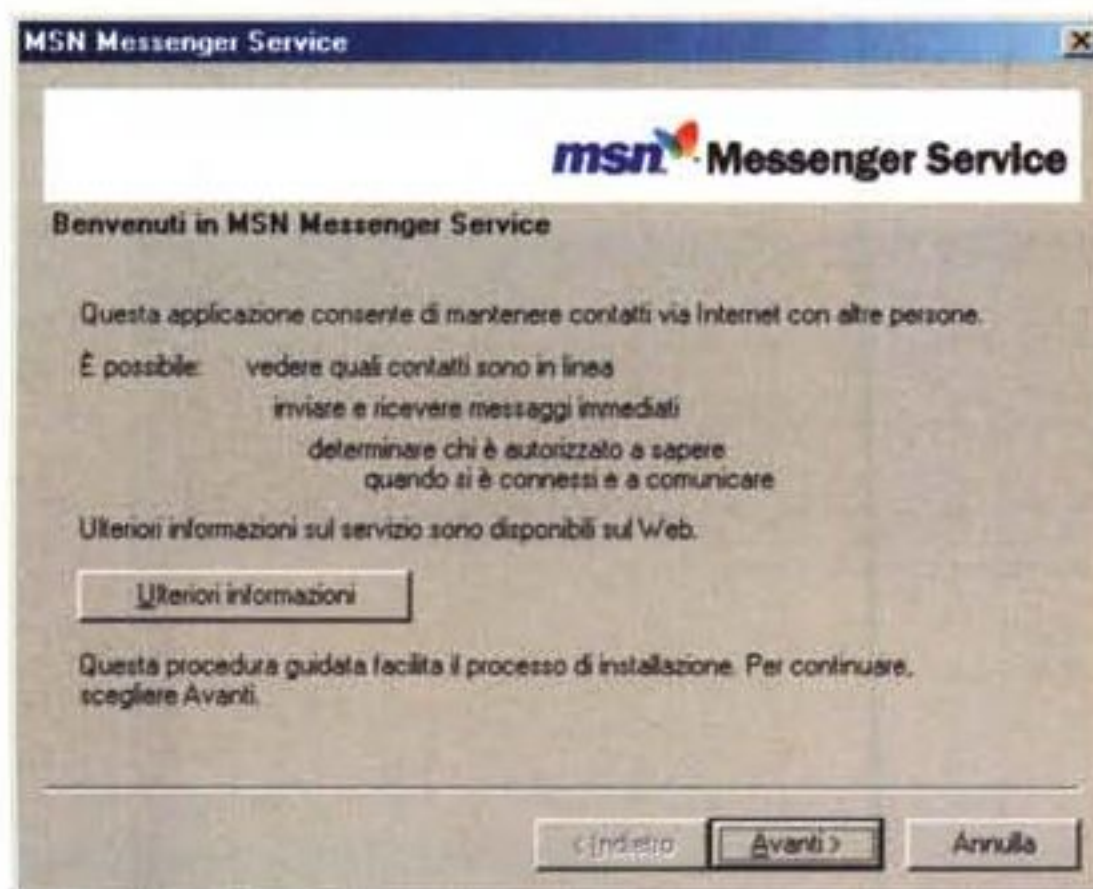 MSN Messenger Service
msn Messenger Service
Benvenuti in MSN Messenger Service
Questa applicazione consente di mantenere contatti via Internet con altre persone.
È possibile: vedere quali contatti sono in linea
inviare e ricevere messaggi immediati
determinare chi è autorizzato a sapere
quando si è connessi e a comunicare
Ulteriori informazioni sul servizio sono disponibili sul Web.
Ulteriori informazioni
Questa procedura guidata facilita il processo di installazione. Per continuare,
scegliere Avanti.
< Indietro Avanti > Annulla